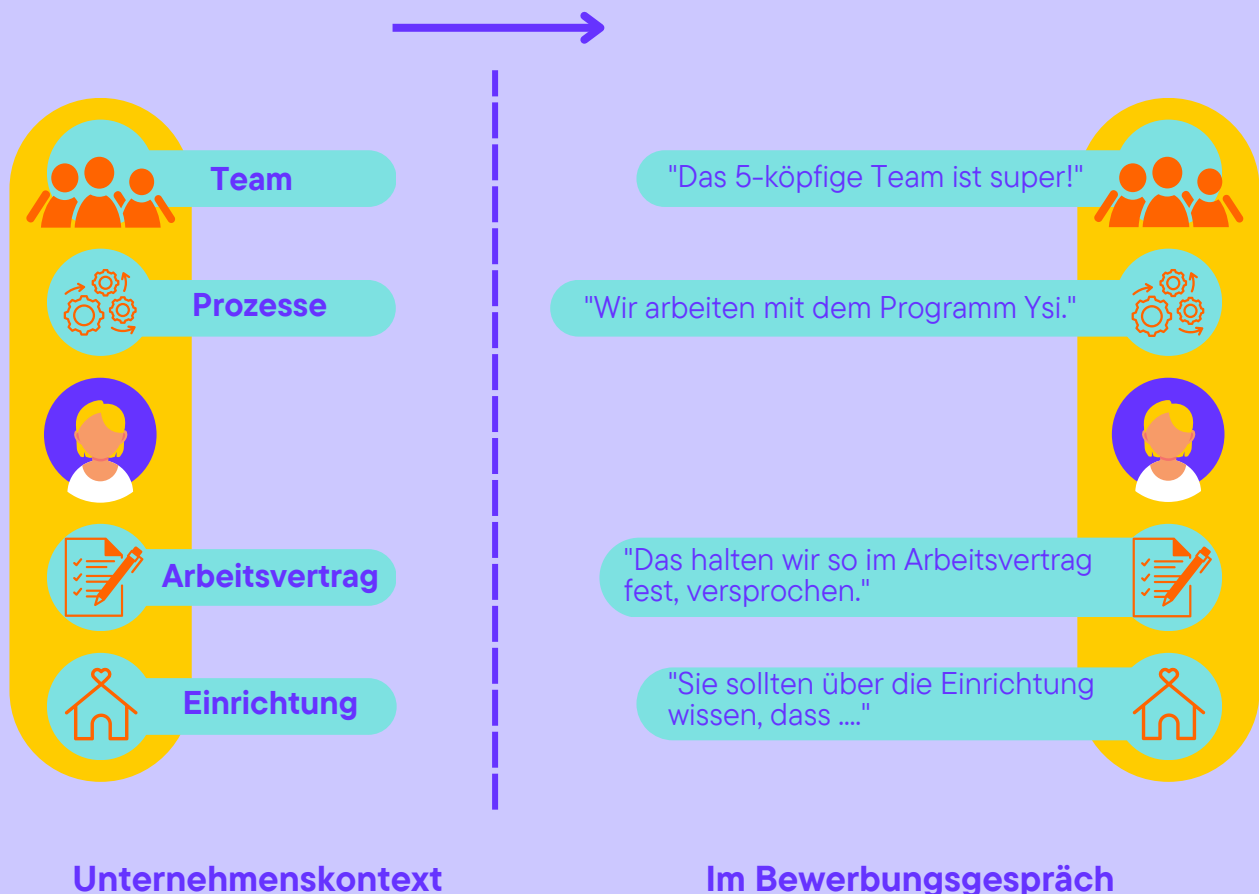 Team
Prozesse
Arbeitsvertrag
Einrichtung
Unternehmenskontext
"Das 5-köpfige Team ist super!"
"Wir arbeiten mit dem Programm Ysi."
"Das halten wir so im Arbeitsvertrag
fest, versprochen."
"Sie sollten über die Einrichtung
wissen, dass ...."
Im Bewerbungsgespräch